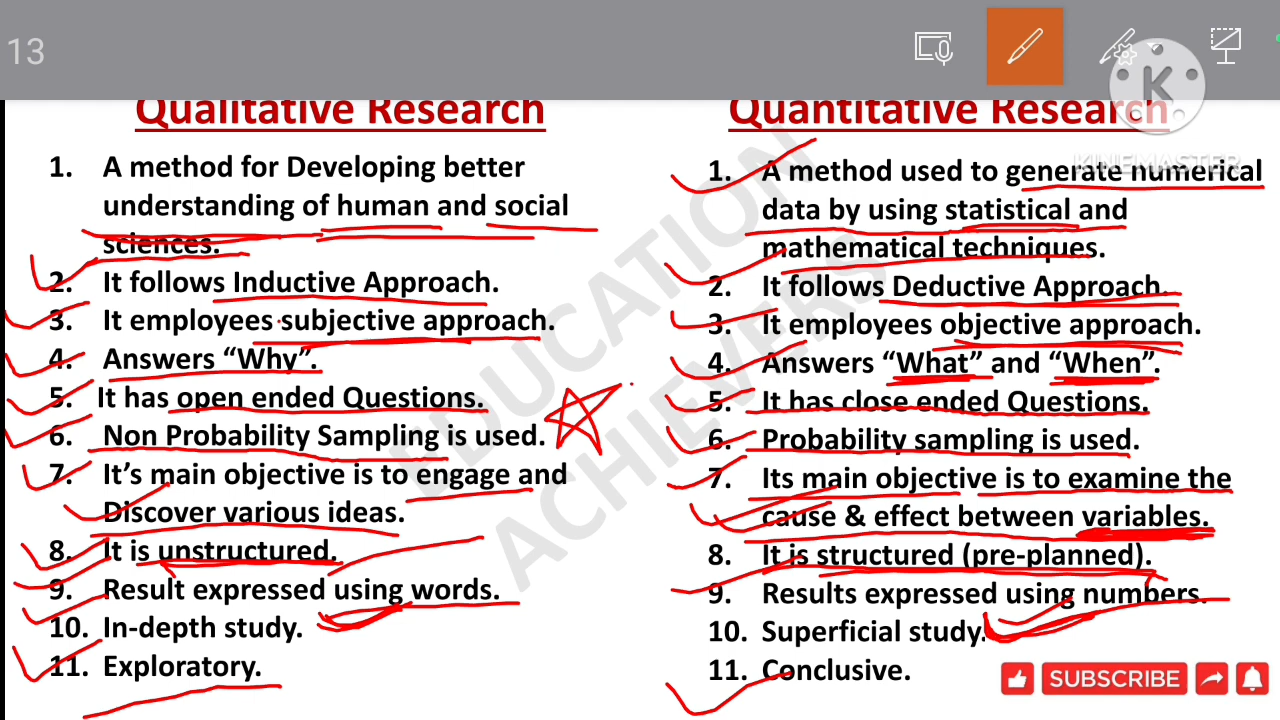 13
Qualitative Research
1. A method for Developing better
understanding of human and social
sciences.
2. It follows Inductive Approach.
3. It employees subjective approach.
4. Answers “Why”.
5. It has open ended Questions.
6. Non Probability Sampling is used.
7. It’s main objective is to engage and
Discover various ideas.
8. It is unstructured.
9. Result expressed using words.
10. In-depth study.
11. Exploratory.
Quantitative Research
1. A method used to generate numerical
data by using statistical and
mathematical techniques.
2. It follows Deductive Approach.
3. It employees objective approach.
4. Answers “What” and “When”.
5. It has close ended Questions.
6. Probability sampling is used.
7. Its main objective is to examine the
cause & effect between variables.
8. It is structured (pre-planned).
9. Results expressed using numbers.
10. Superficial study.
11. Conclusive.
EDUCATION
ACHIEVERS
K
KINEMASTER
SUBSCRIBE